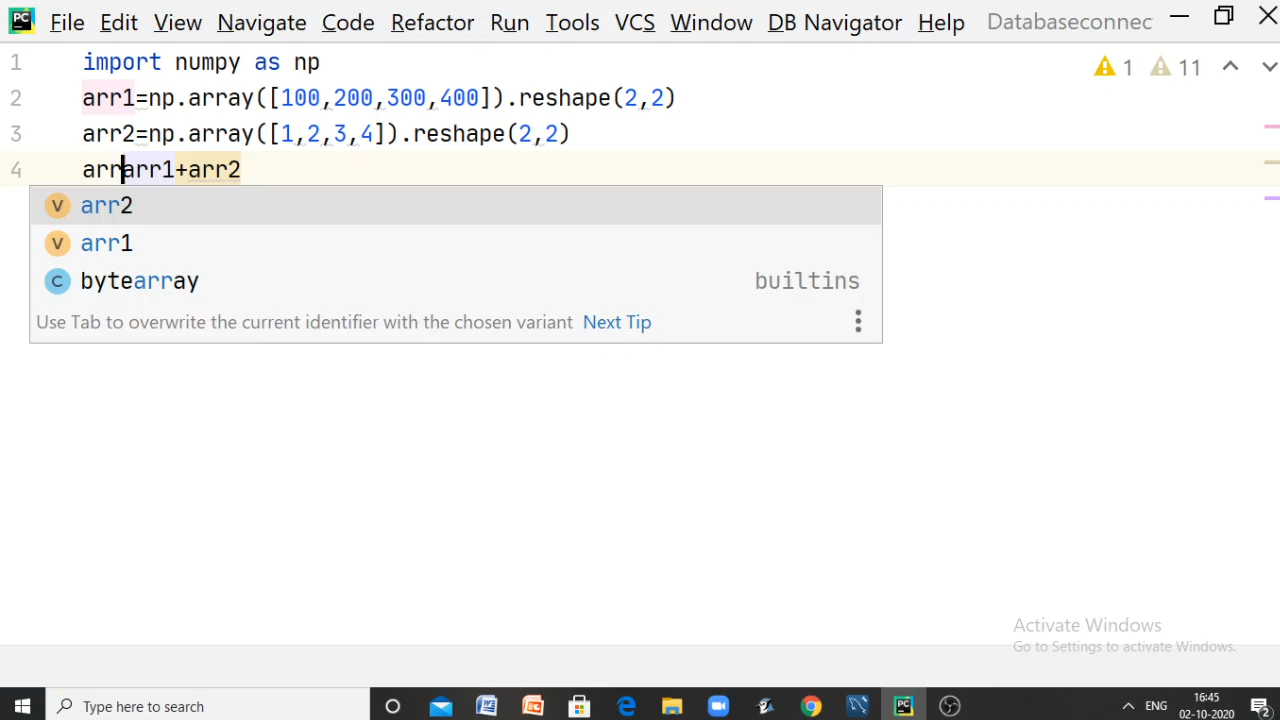 PC File Edit View Navigate Code Refactor Run Tools VCS Window DB Navigator Help Databaseconnec
1 import numpy as np
1 11
2 arr1=np.array([100,200,300,400]).reshape(2,2)
3 arr2=np.array([1,2,3,4]).reshape(2,2)
4 arrarr1+arr2
V arr2
V arr1
C bytearray builtins
Use Tab to overwrite the current identifier with the chosen variant Next Tip
Activate Windows
Go to Settings to activate Windows.
Type here to search
PC
ENG
16:45
02-10-2020
2